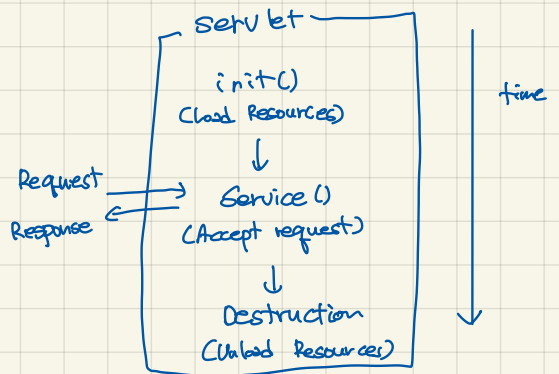 Servlet
init()
(Load Resources)
time
Request
Service()
Response
(Accept request)
Destruction
(Unload Resources)